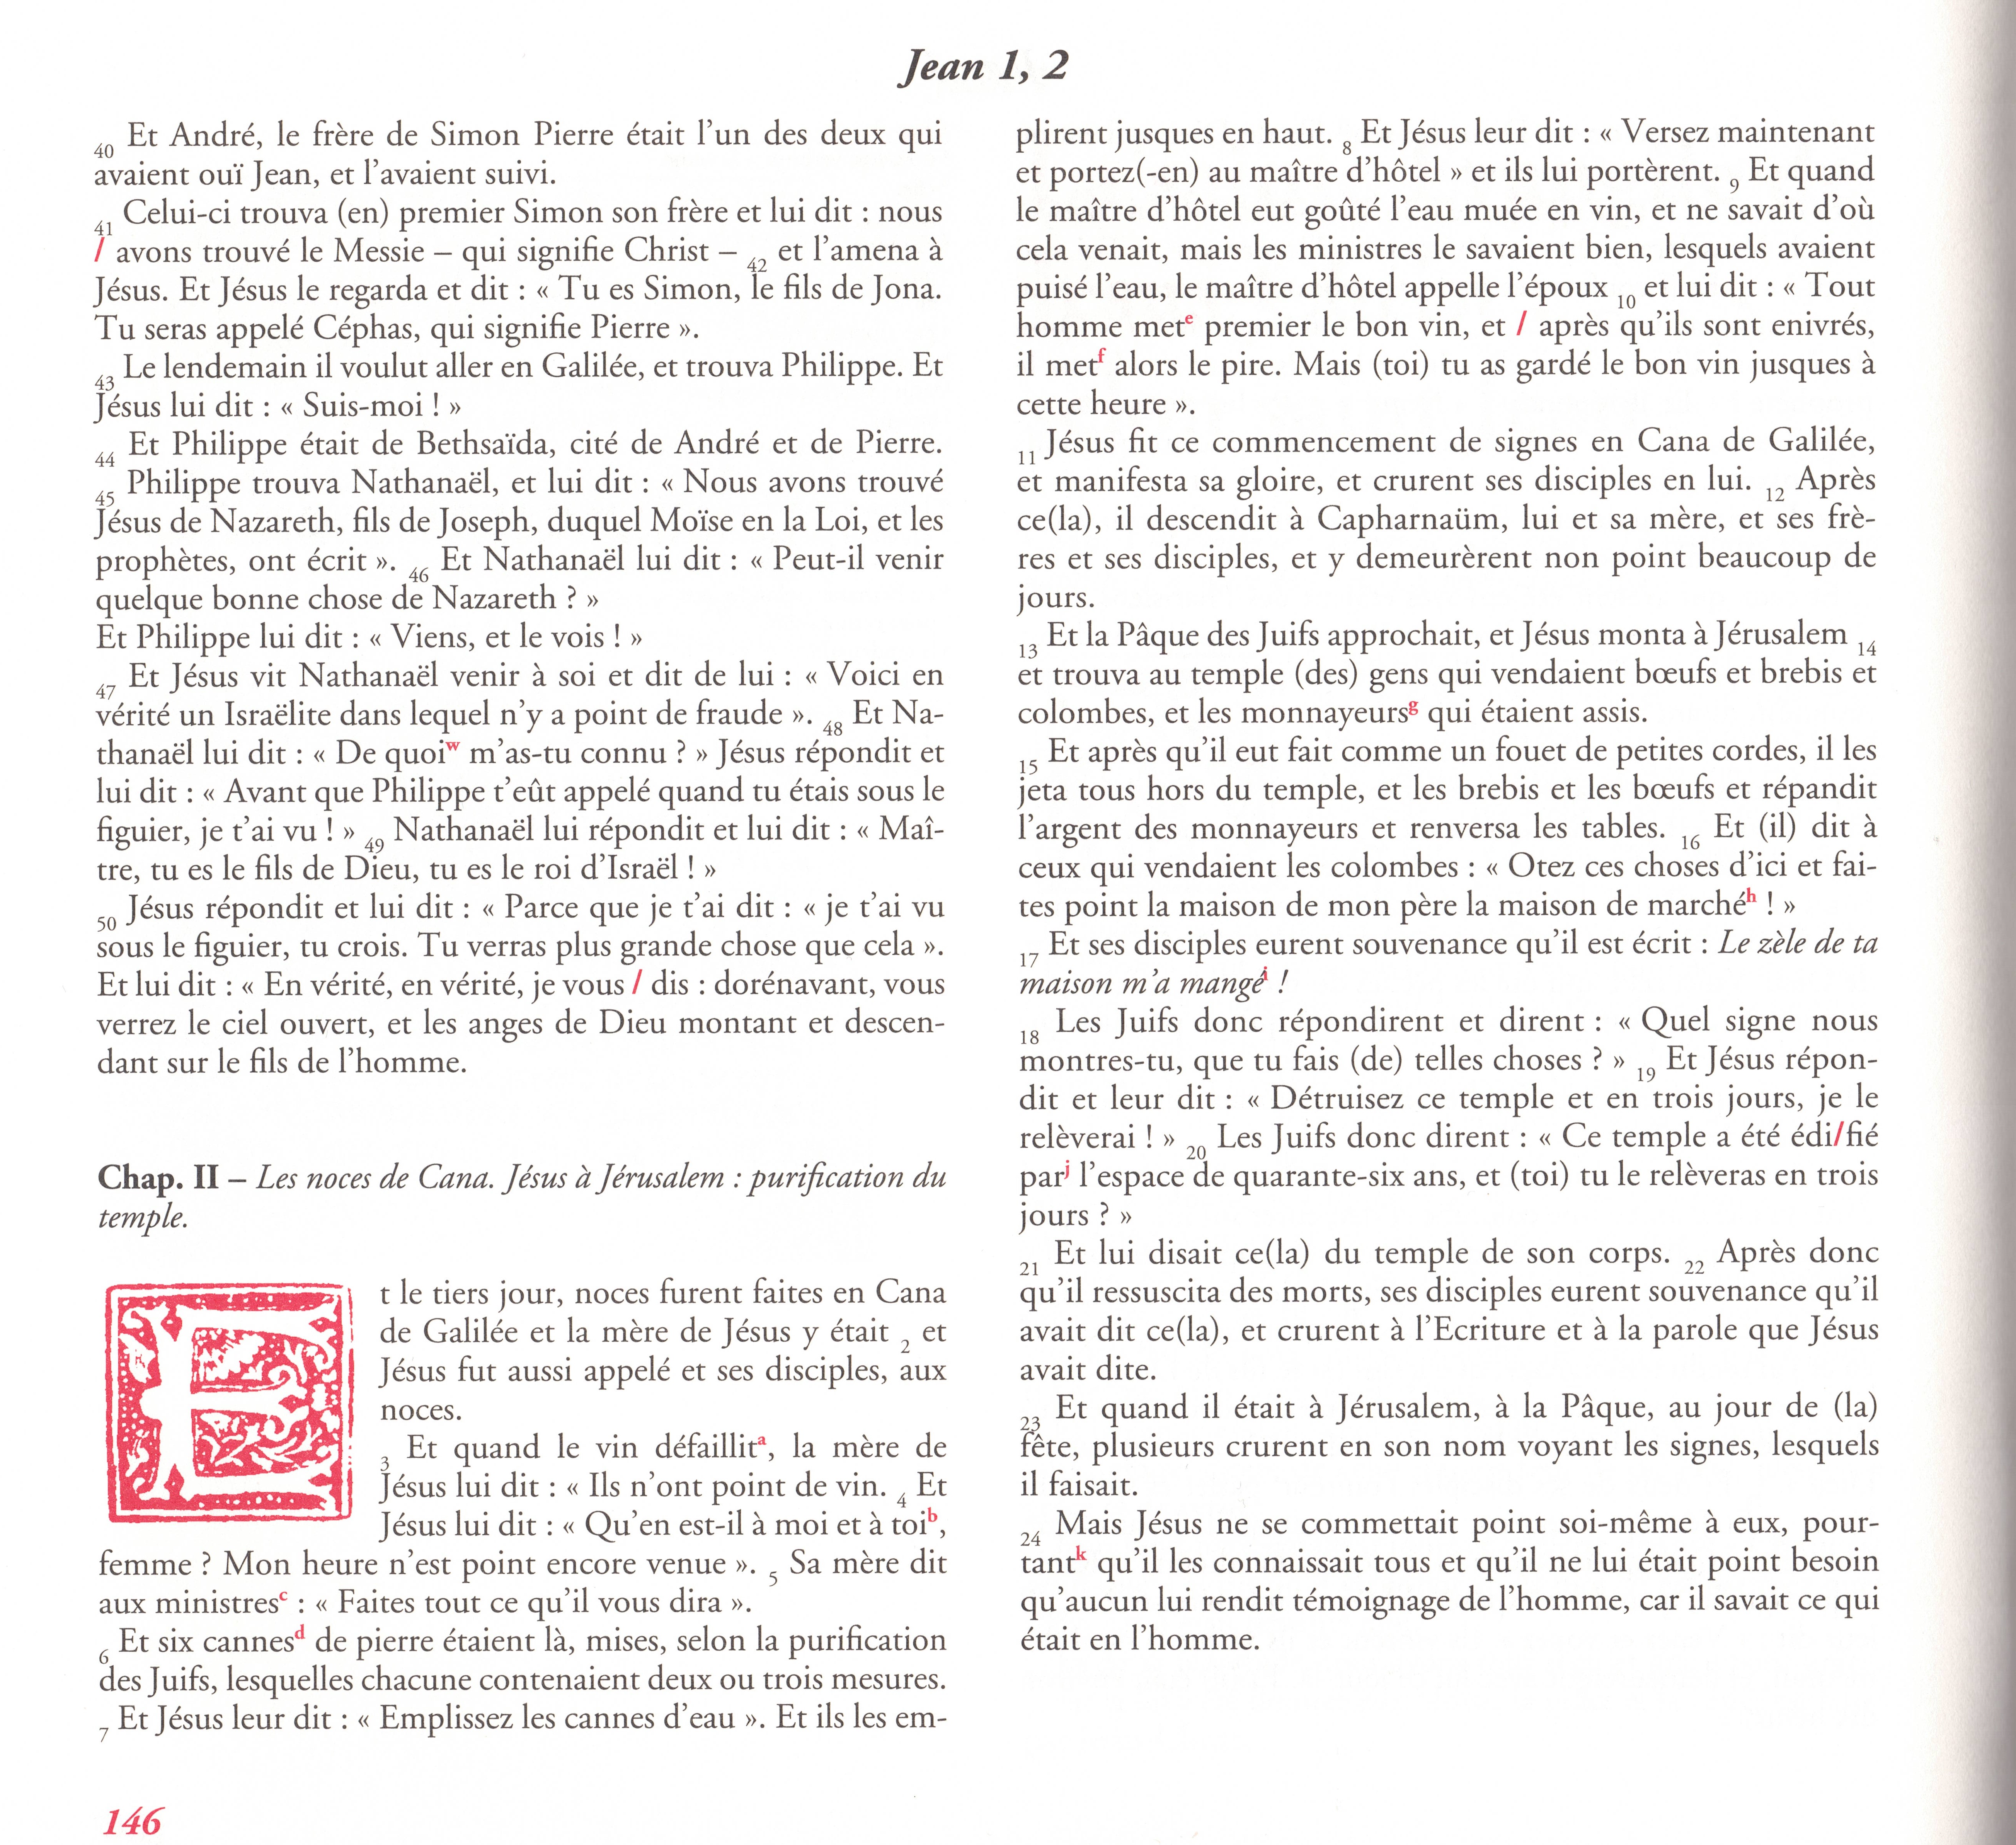 Jean 1, 2
40 Et André, le frère de Simon Pierre était l’un des deux qui
avaient ouï Jean, et l’avaient suivi.
41 Celui-ci trouva (en) premier Simon son frère et lui dit : nous
/ avons trouvé le Messie – qui signifie Christ – 42 et l’amena à
Jésus. Et Jésus le regarda et dit : « Tu es Simon, le fils de Jona.
Tu seras appelé Céphas, qui signifie Pierre ».
43 Le lendemain il voulut aller en Galilée, et trouva Philippe. Et
Jésus lui dit : « Suis-moi ! »
44 Et Philippe était de Bethsaïda, cité de André et de Pierre.
45 Philippe trouva Nathanaël, et lui dit : « Nous avons trouvé
Jésus de Nazareth, fils de Joseph, duquel Moïse en la Loi, et les
prophètes, ont écrit ». 46 Et Nathanaël lui dit : « Peut-il venir
quelque bonne chose de Nazareth ? »
Et Philippe lui dit : « Viens, et le vois ! »
47 Et Jésus vit Nathanaël venir à soi et dit de lui : « Voici en
vérité un Israëlite dans lequel n’y a point de fraude ». 48 Et Na-
thanaël lui dit : « De quoiw m’as-tu connu ? » Jésus répondit et
lui dit : « Avant que Philippe t’eût appelé quand tu étais sous le
figuier, je t’ai vu ! » 49 Nathanaël lui répondit et lui dit : « Maî-
tre, tu es le fils de Dieu, tu es le roi d’Israël ! »
50 Jésus répondit et lui dit : « Parce que je t’ai dit : « je t’ai vu
sous le figuier, tu crois. Tu verras plus grande chose que cela ».
Et lui dit : « En vérité, en vérité, je vous / dis : dorénavant, vous
verrez le ciel ouvert, et les anges de Dieu montant et descen-
dant sur le fils de l’homme.
Chap. II – Les noces de Cana. Jésus à Jérusalem : purification du
temple.
Et le tiers jour, noces furent faites en Cana
de Galilée et la mère de Jésus y était 2 et
Jésus fut aussi appelé et ses disciples, aux
noces.
3 Et quand le vin défaillita, la mère de
Jésus lui dit : « Ils n’ont point de vin. 4 Et
Jésus lui dit : « Qu’en est-il à moi et à toib,
femme ? Mon heure n’est point encore venue ». 5 Sa mère dit
aux ministresc : « Faites tout ce qu’il vous dira ».
6 Et six cannesd de pierre étaient là, mises, selon la purification
des Juifs, lesquelles chacune contenaient deux ou trois mesures.
7 Et Jésus leur dit : « Emplissez les cannes d’eau ». Et ils les em-
plirent jusques en haut. 8 Et Jésus leur dit : « Versez maintenant
et portez(-en) au maître d’hôtel » et ils lui portèrent. 9 Et quand
le maître d’hôtel eut goûté l’eau muée en vin, et ne savait d’où
cela venait, mais les ministres le savaient bien, lesquels avaient
puisé l’eau, le maître d’hôtel appelle l’époux 10 et lui dit : « Tout
homme mete premier le bon vin, et / après qu’ils sont enivrés,
il metf alors le pire. Mais (toi) tu as gardé le bon vin jusques à
cette heure ».
11 Jésus fit ce commencement de signes en Cana de Galilée,
et manifesta sa gloire, et crurent ses disciples en lui. 12 Après
ce(la), il descendit à Capharnaüm, lui et sa mère, et ses frè-
res et ses disciples, et y demeurèrent non point beaucoup de
jours.
13 Et la Pâque des Juifs approchait, et Jésus monta à Jérusalem 14
et trouva au temple (des) gens qui vendaient bœufs et brebis et
colombes, et les monnayeursg qui étaient assis.
15 Et après qu’il eut fait comme un fouet de petites cordes, il les
jeta tous hors du temple, et les brebis et les bœufs et répandit
l’argent des monnayeurs et renversa les tables. 16 Et (il) dit à
ceux qui vendaient les colombes : « Otez ces choses d’ici et fai-
tes point la maison de mon père la maison de marchéh ! »
17 Et ses disciples eurent souvenance qu’il est écrit : Le zèle de ta
maison m’a mangéi !
18 Les Juifs donc répondirent et dirent : « Quel signe nous
montres-tu, que tu fais (de) telles choses ? » 19 Et Jésus répon-
dit et leur dit : « Détruisez ce temple et en trois jours, je le
relèverai ! » 20 Les Juifs donc dirent : « Ce temple a été édi/fié
parj l’espace de quarante-six ans, et (toi) tu le relèveras en trois
jours ? »
21 Et lui disait ce(la) du temple de son corps. 22 Après donc
qu’il ressuscita des morts, ses disciples eurent souvenance qu’il
avait dit ce(la), et crurent à l’Ecriture et à la parole que Jésus
avait dite.
23 Et quand il était à Jérusalem, à la Pâque, au jour de (la)
fête, plusieurs crurent en son nom voyant les signes, lesquels
il faisait.
24 Mais Jésus ne se commettait point soi-même à eux, pour-
tantk qu’il les connaissait tous et qu’il ne lui était point besoin
qu’aucun lui rendit témoignage de l’homme, car il savait ce qui
était en l’homme.
146